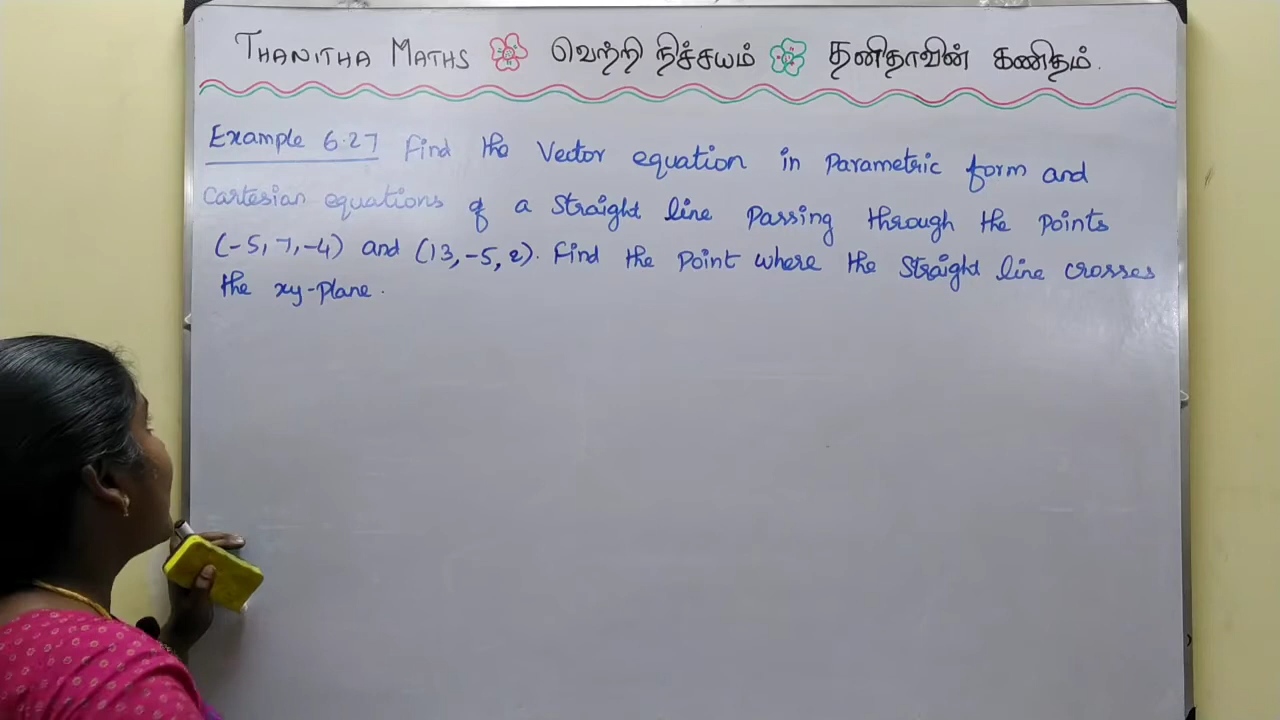 THANITHA MATHS வெற்றி நிச்சயம் தனிதாவின் கணிதம்.
Example 6.27 Find the Vector equation in Parametric form and
Cartesian equations of a Straight line Passing through the Points
(-5, 7, -4) and (13, -5, 2). Find the Point where the Straight line crosses
the xy-Plane.